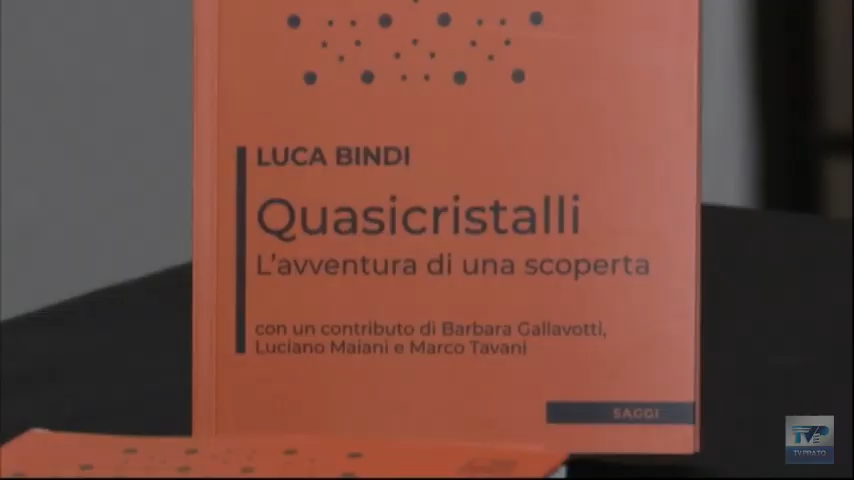 LUCA BINDI
Quasicristalli
L'avventura di una scoperta
con un contributo di Barbara Gallavotti,
Luciano Maiani e Marco Tavani
SAGGI
TVP
TV PRATO